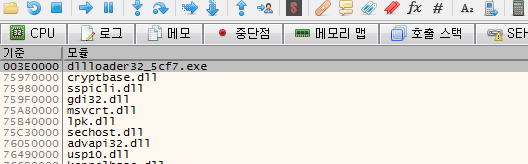 fx # A₂
CPU 로그 메모 중단점 메모리 맵 호출 스택 SEH
기준 모듈
003E0000 dllloader32_5cf7.exe
75970000 cryptbase.dll
75980000 sspicli.dll
759F0000 gdi32.dll
75A80000 msvcrt.dll
75B40000 lpk.dll
75C30000 sechost.dll
76050000 advapi32.dll
76490000 usp10.dll